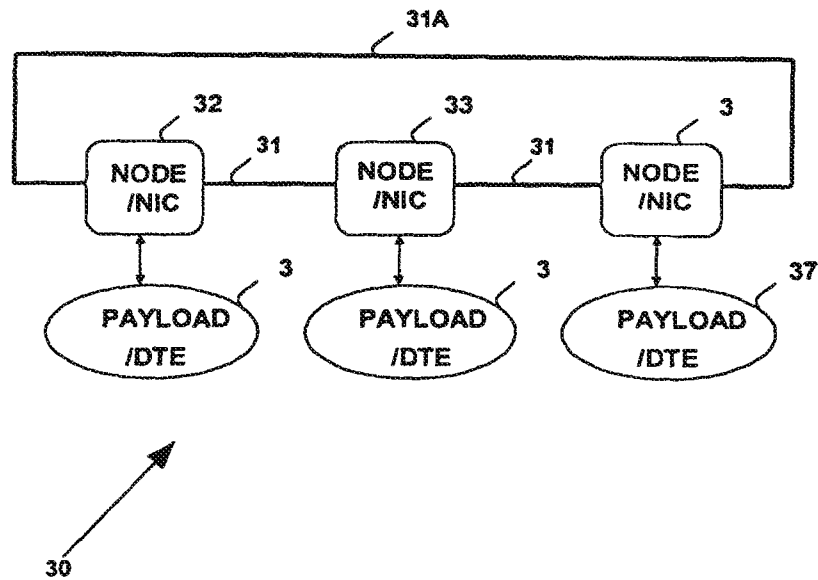 31A
32
33
3
31
31
NODE
/NIC
NODE
/NIC
NODE
/NIC
3
3
37
PAYLOAD
/DTE
PAYLOAD
/DTE
PAYLOAD
/DTE
30